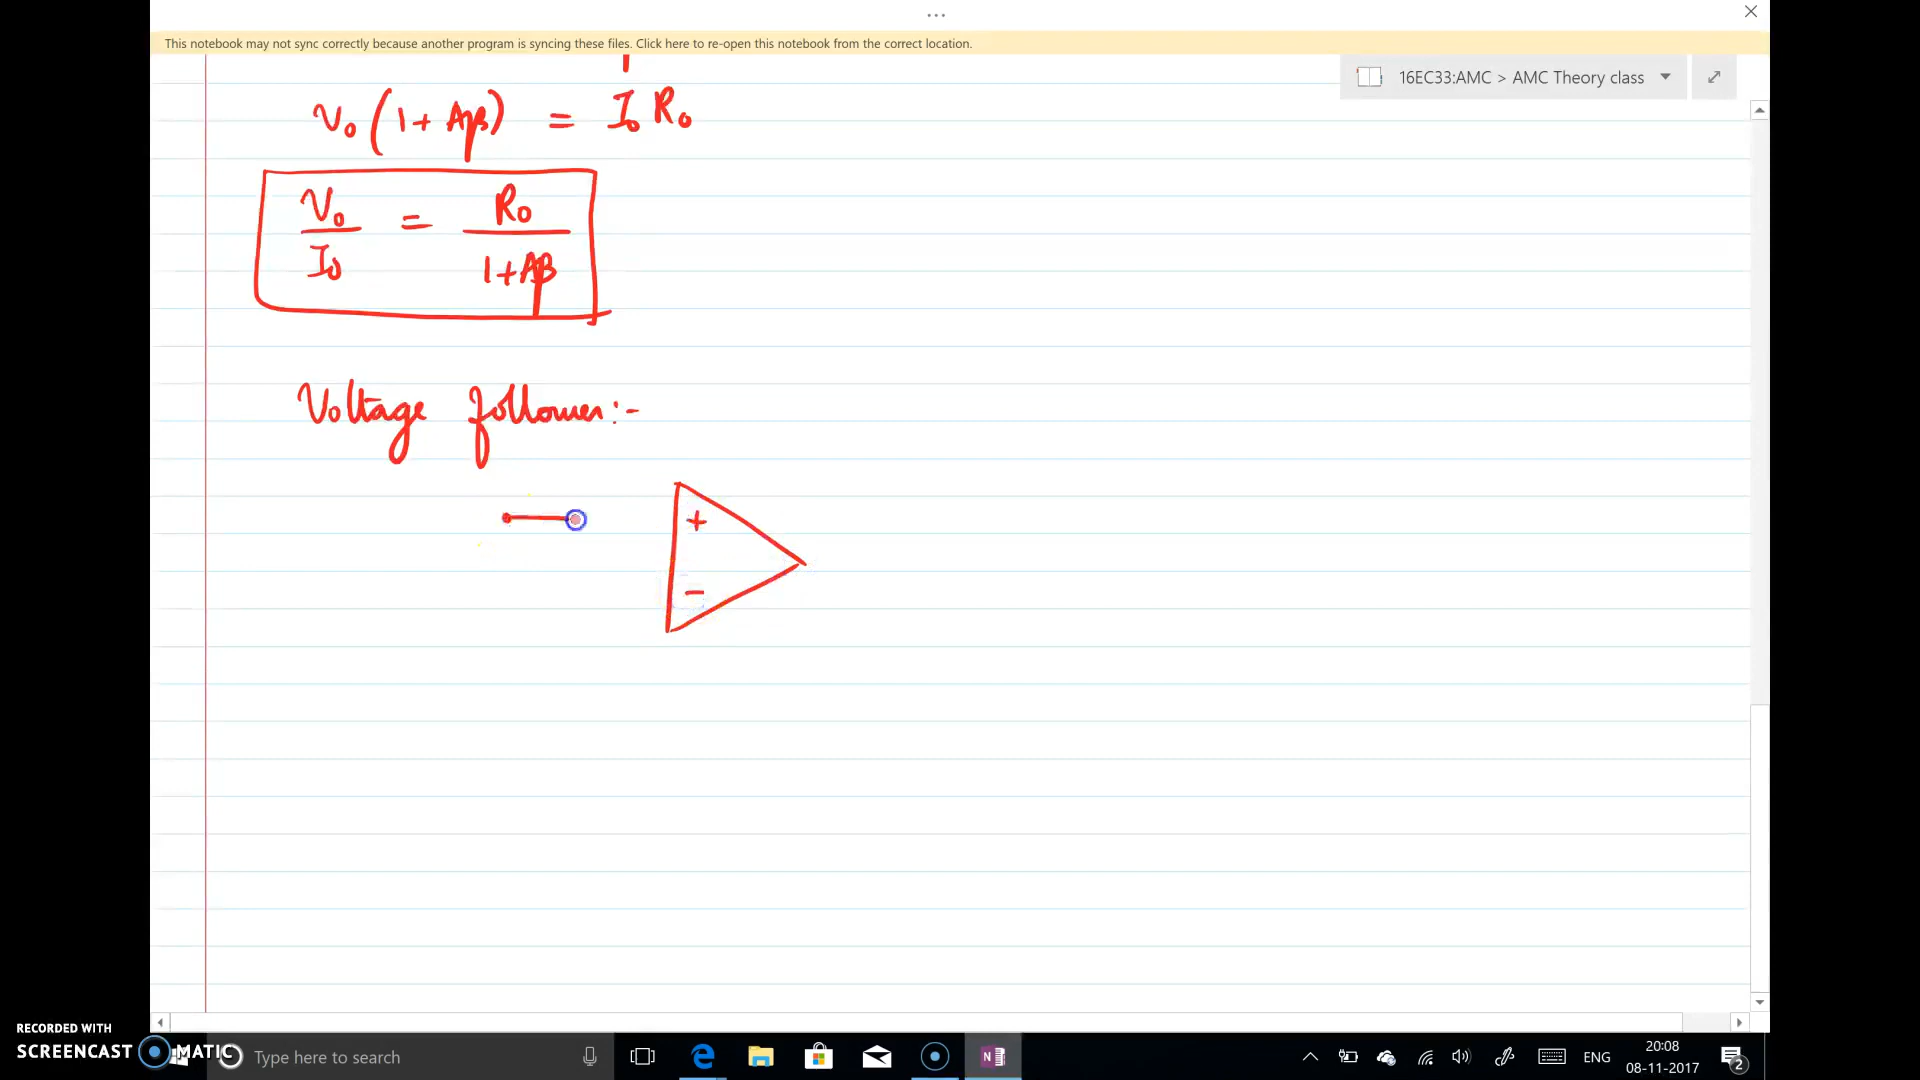 ...
This notebook may not sync correctly because another program is syncing these files. Click here to re-open this notebook from the correct location.
16EC33:AMC > AMC Theory class
V₀ (1 + Aβ) = I₀ R₀
V₀/I₀ = R₀/(1+Aβ)
Voltage follower:-
+
-
RECORDED WITH
SCREENCAST MATIC
Type here to search
N
ENG
20:08
08-11-2017
2